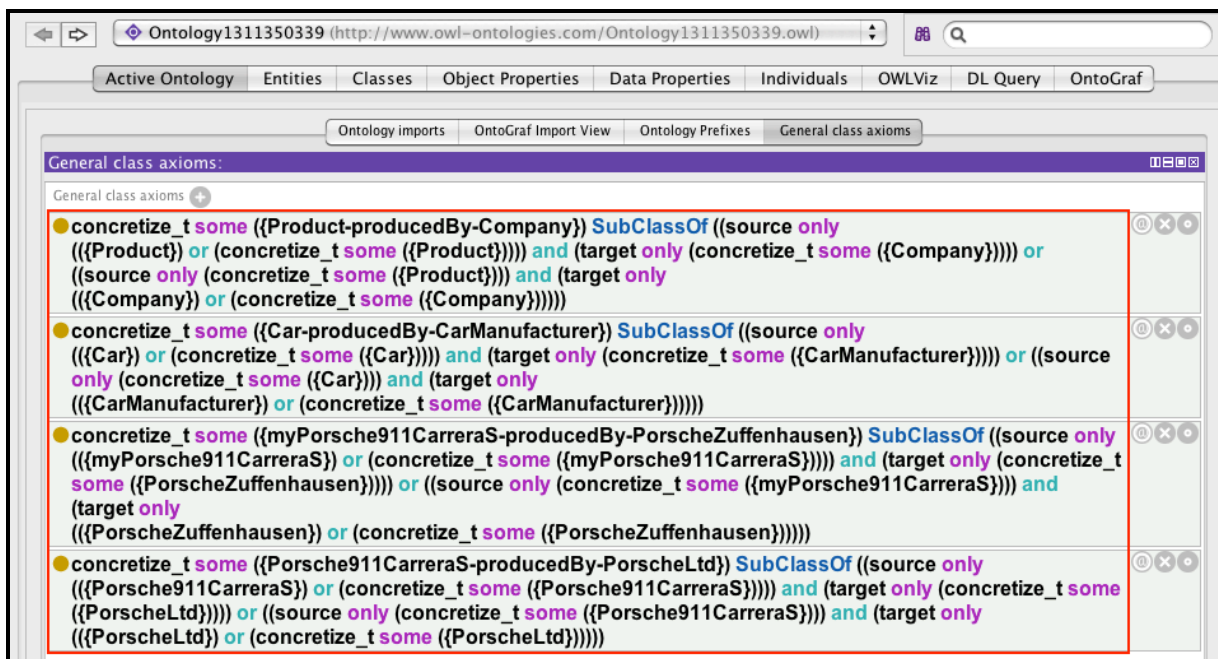 Ontology1311350339 (http://www.owl-ontologies.com/Ontology1311350339.owl)
Active Ontology Entities Classes Object Properties Data Properties Individuals OWLViz DL Query OntoGraf
Ontology imports OntoGraf Import View Ontology Prefixes General class axioms
General class axioms:
General class axioms
concretize_t some ({Product-producedBy-Company}) SubClassOf ((source only
(({Product}) or (concretize_t some ({Product})))) and (target only (concretize_t some ({Company})))) or
((source only (concretize_t some ({Product}))) and (target only
(({Company}) or (concretize_t some ({Company})))))
concretize_t some ({Car-producedBy-CarManufacturer}) SubClassOf ((source only
(({Car}) or (concretize_t some ({Car})))) and (target only (concretize_t some ({CarManufacturer})))) or ((source
only (concretize_t some ({Car}))) and (target only
(({CarManufacturer}) or (concretize_t some ({CarManufacturer})))))
concretize_t some ({myPorsche911CarreraS-producedBy-PorscheZuffenhausen}) SubClassOf ((source only
(({myPorsche911CarreraS}) or (concretize_t some ({myPorsche911CarreraS})))) and (target only (concretize_t
some ({PorscheZuffenhausen})))) or ((source only (concretize_t some ({myPorsche911CarreraS}))) and
(target only
(({PorscheZuffenhausen}) or (concretize_t some ({PorscheZuffenhausen})))))
concretize_t some ({Porsche911CarreraS-producedBy-PorscheLtd}) SubClassOf ((source only
(({Porsche911CarreraS}) or (concretize_t some ({Porsche911CarreraS})))) and (target only (concretize_t some
({PorscheLtd})))) or ((source only (concretize_t some ({Porsche911CarreraS}))) and (target only
(({PorscheLtd}) or (concretize_t some ({PorscheLtd})))))